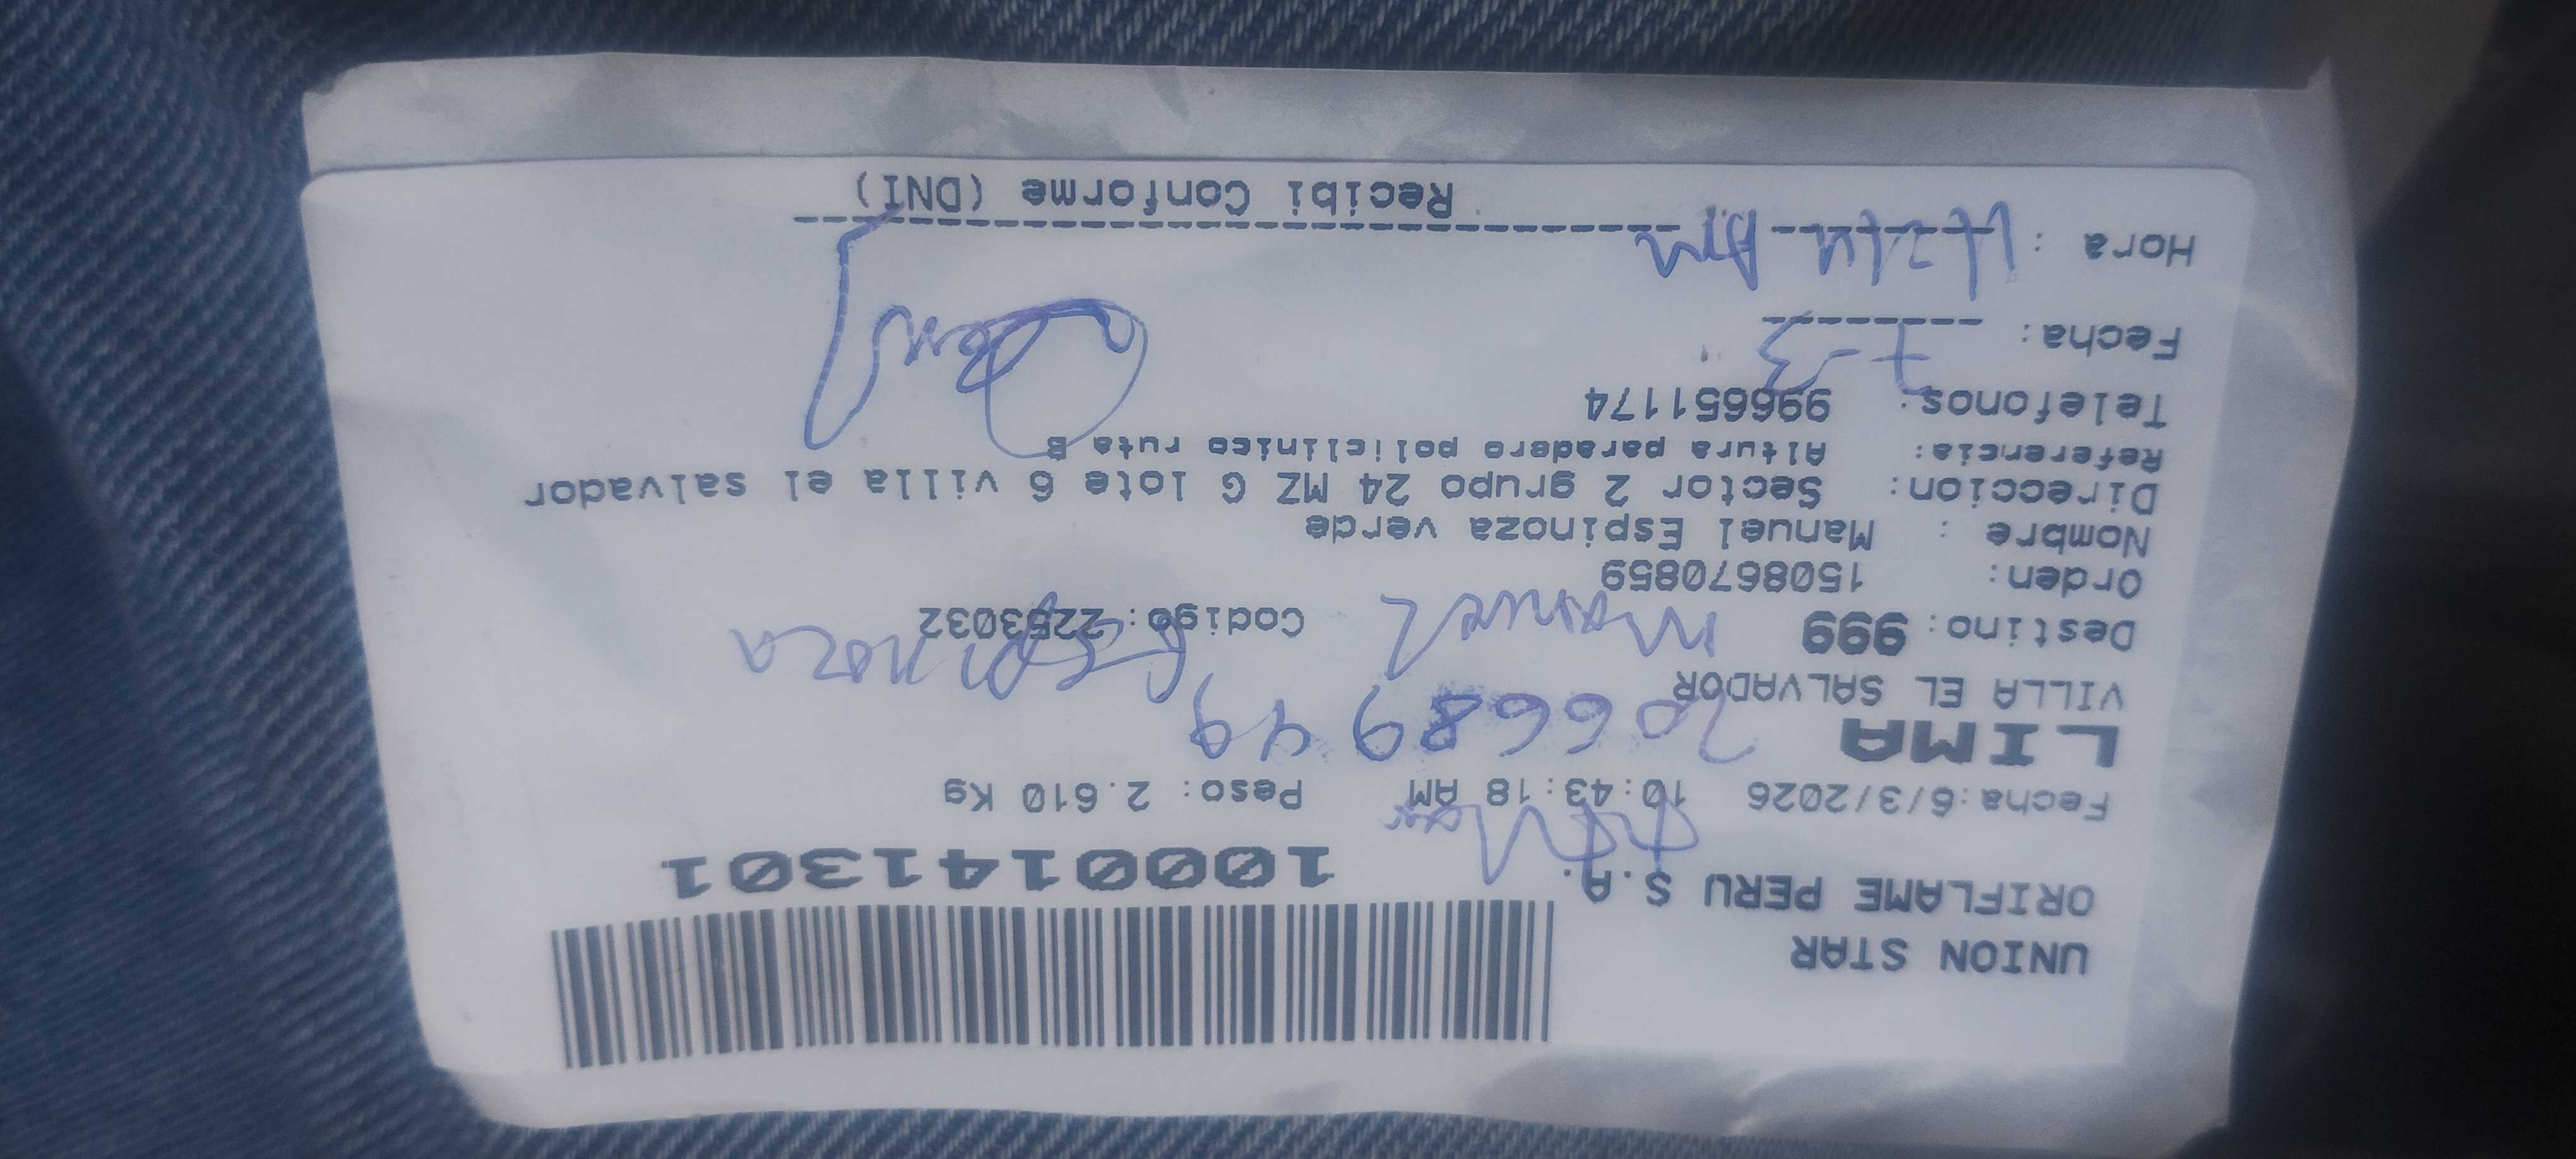 UNION STAR
ORIFLAME PERU S.A.
1000141301
Fecha:6/3/2026 10:43:18 AM Peso: 2.610 Kg
LIMA
70668949
VILLA EL SALVADOR
Manuel Espinoza
Destino: 999 Codigo: 2253032
Orden: 1508670859
Nombre : Manuel Espinoza verde
Direccion: Sector 2 grupo 24 MZ G lote 6 villa el salvador
Referencia: Altura paradero policlinico ruta B
Telefonos: 996651174
Fecha: 7-3
Hora :
Recibi Conforme (DNI)